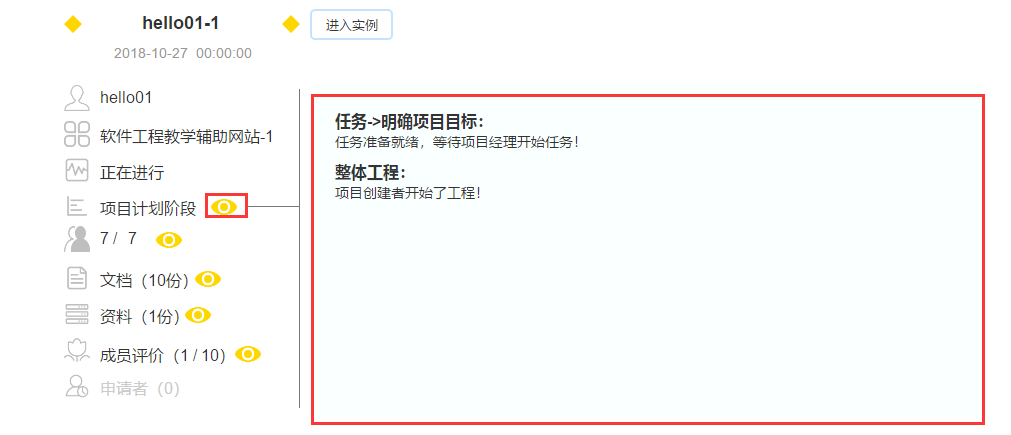 hello01-1
进入实例
2018-10-27 00:00:00
hello01
软件工程教学辅助网站-1
正在进行
项目计划阶段
7 / 7
文档（10份）
资料（1份）
成员评价（1 / 10）
申请者（0）
任务->明确项目目标：
任务准备就绪，等待项目经理开始任务！
整体工程：
项目创建者开始了工程！